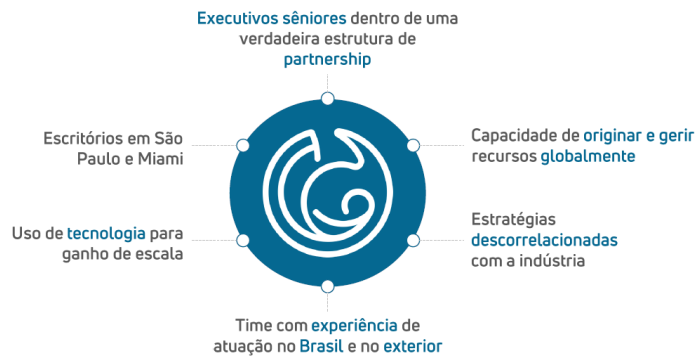 Executivos sêniores dentro de uma
verdadeira estrutura de
partnership
Escritórios em São
Paulo e Miami
Capacidade de originar e gerir
recursos globalmente
Uso de tecnologia para
ganho de escala
Estratégias
descorrelacionadas
com a indústria
Time com experiência de
atuação no Brasil e no exterior